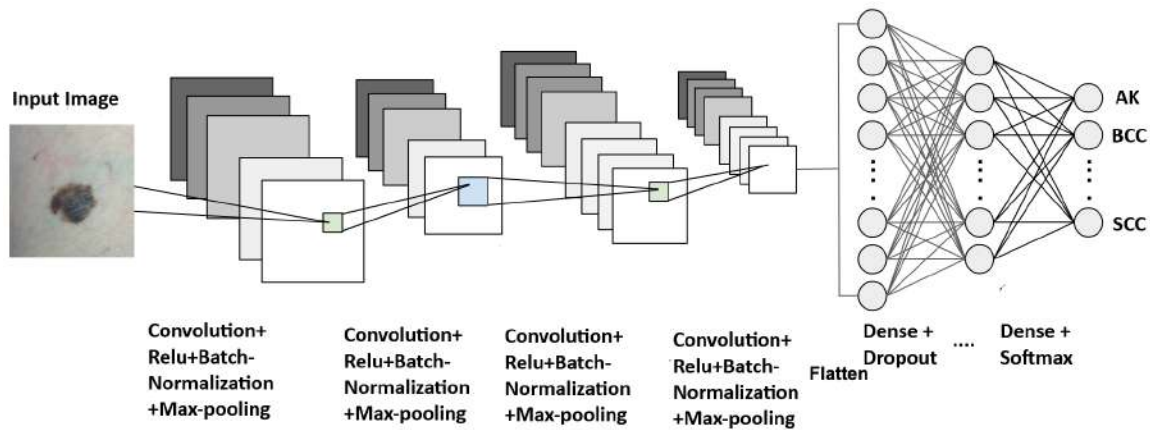 Input Image
AK
BCC
SCC
Convolution+
Relu+Batch-
Normalization
+Max-pooling
Convolution+
Relu+Batch-
Normalization
+Max-pooling
Convolution+
Relu+Batch-
Normalization
+Max-pooling
Convolution+
Relu+Batch-
Normalization
+Max-pooling
Flatten
Dense +
Dropout
....
Dense +
Softmax